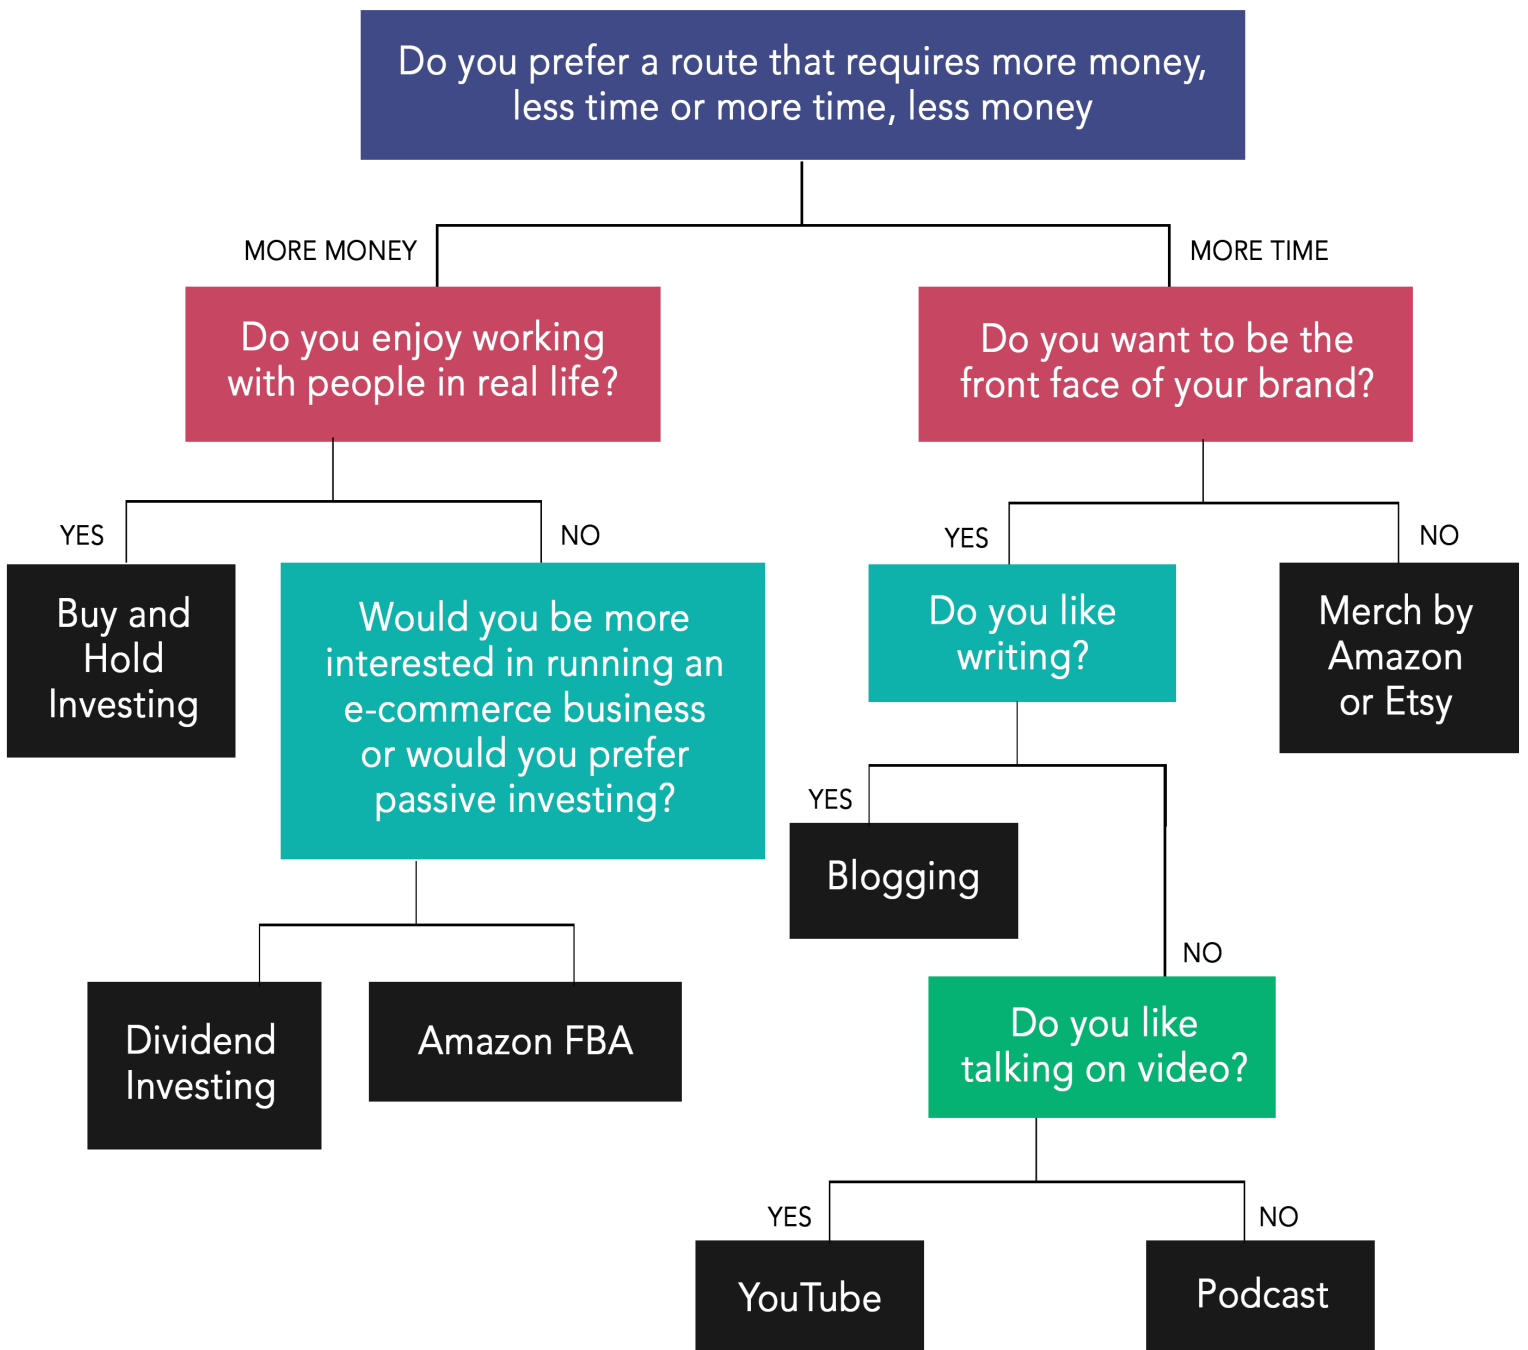 Do you prefer a route that requires more money,
less time or more time, less money
MORE MONEY
MORE TIME
Do you enjoy working
with people in real life?
Do you want to be the
front face of your brand?
YES
NO
YES
NO
Buy and
Hold
Investing
Would you be more
interested in running an
e-commerce business
or would you prefer
passive investing?
Do you like
writing?
Merch by
Amazon
or Etsy
YES
Blogging
NO
Dividend
Investing
Amazon FBA
Do you like
talking on video?
YES
NO
YouTube
Podcast